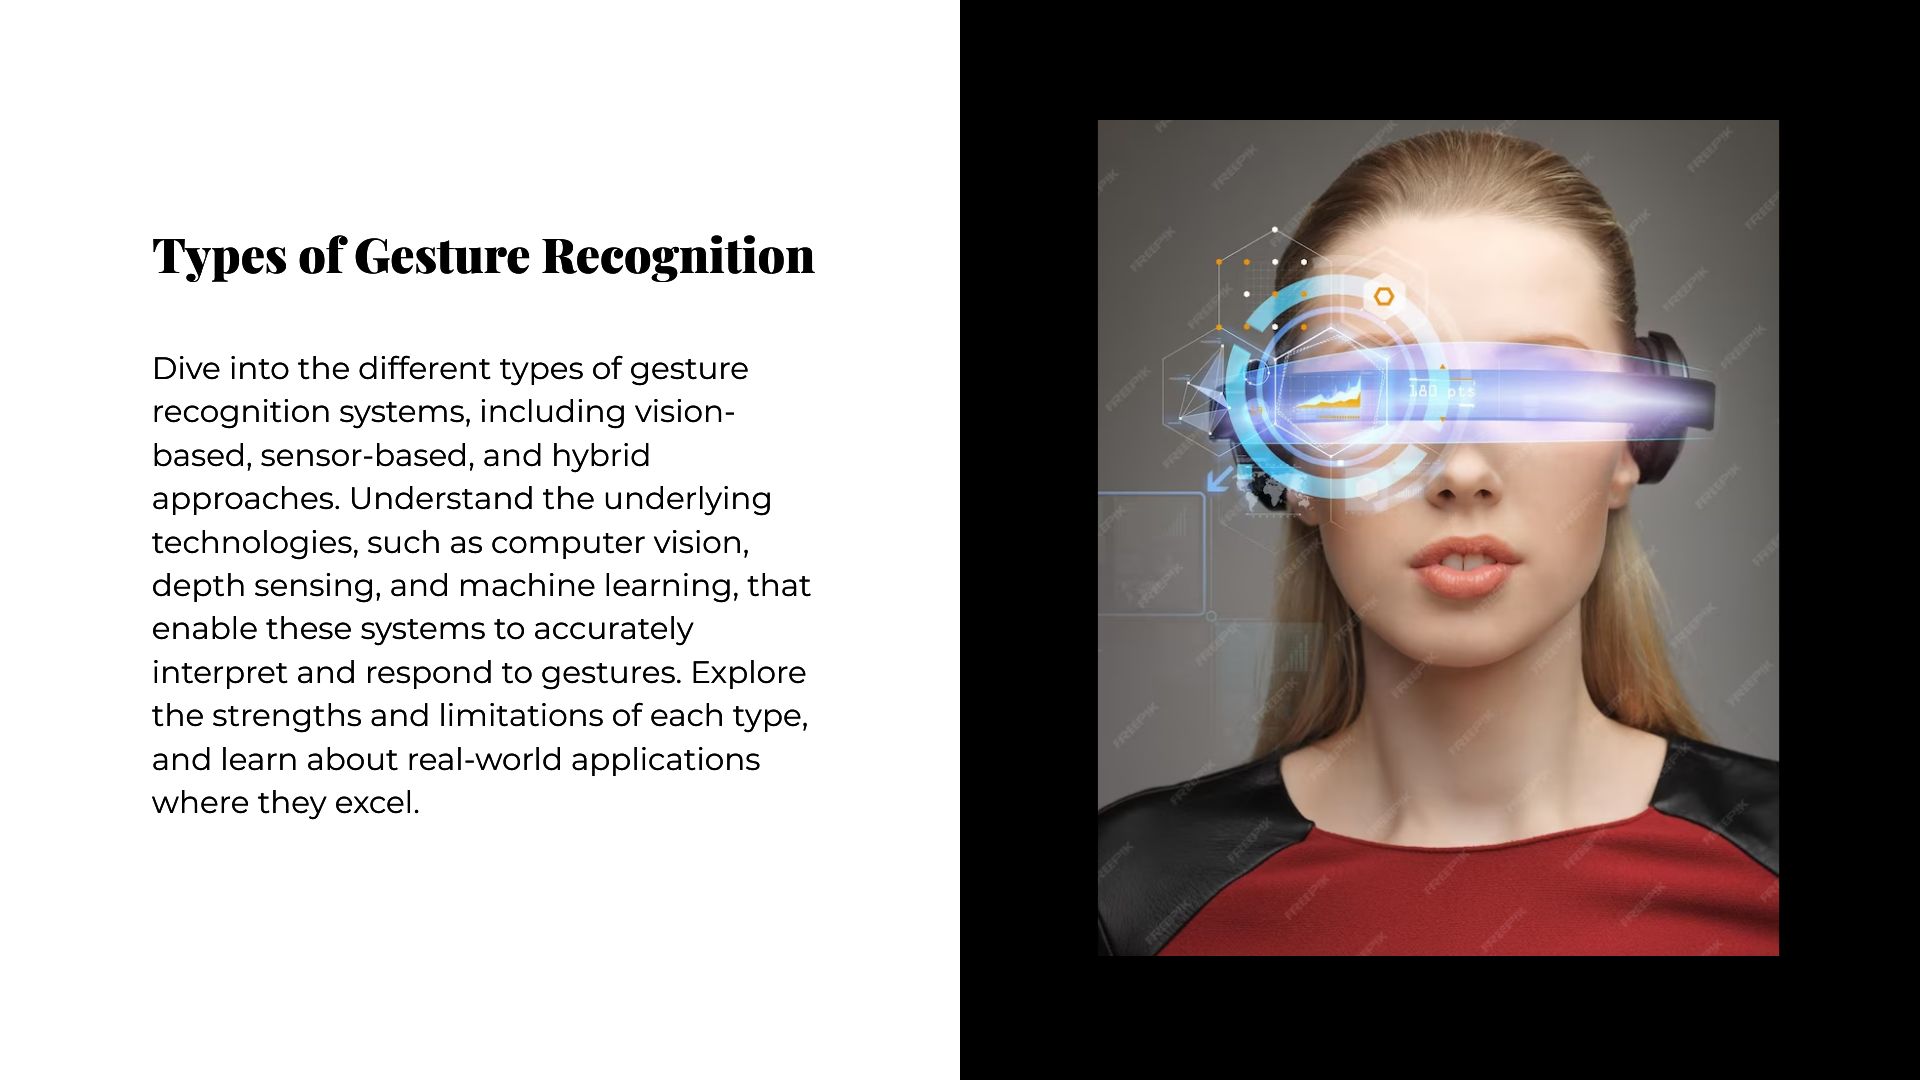 Types of Gesture Recognition
Dive into the different types of gesture
recognition systems, including vision-
based, sensor-based, and hybrid
approaches. Understand the underlying
technologies, such as computer vision,
depth sensing, and machine learning, that
enable these systems to accurately
interpret and respond to gestures. Explore
the strengths and limitations of each type,
and learn about real-world applications
where they excel.
180 pts
FREEPIK